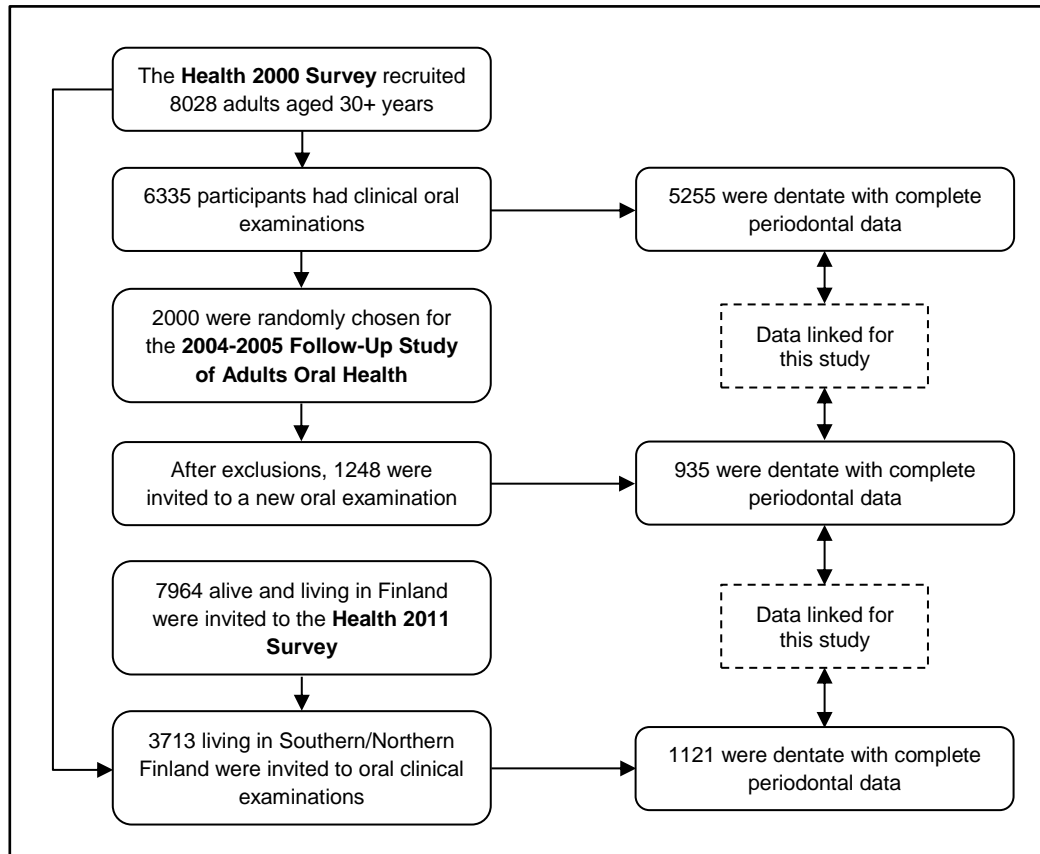 The Health 2000 Survey recruited
8028 adults aged 30+ years
6335 participants had clinical oral
examinations
5255 were dentate with complete
periodontal data
2000 were randomly chosen for
the 2004-2005 Follow-Up Study
of Adults Oral Health
Data linked for
this study
After exclusions, 1248 were
invited to a new oral examination
935 were dentate with complete
periodontal data
7964 alive and living in Finland
were invited to the Health 2011
Survey
Data linked for
this study
3713 living in Southern/Northern
Finland were invited to oral clinical
examinations
1121 were dentate with complete
periodontal data